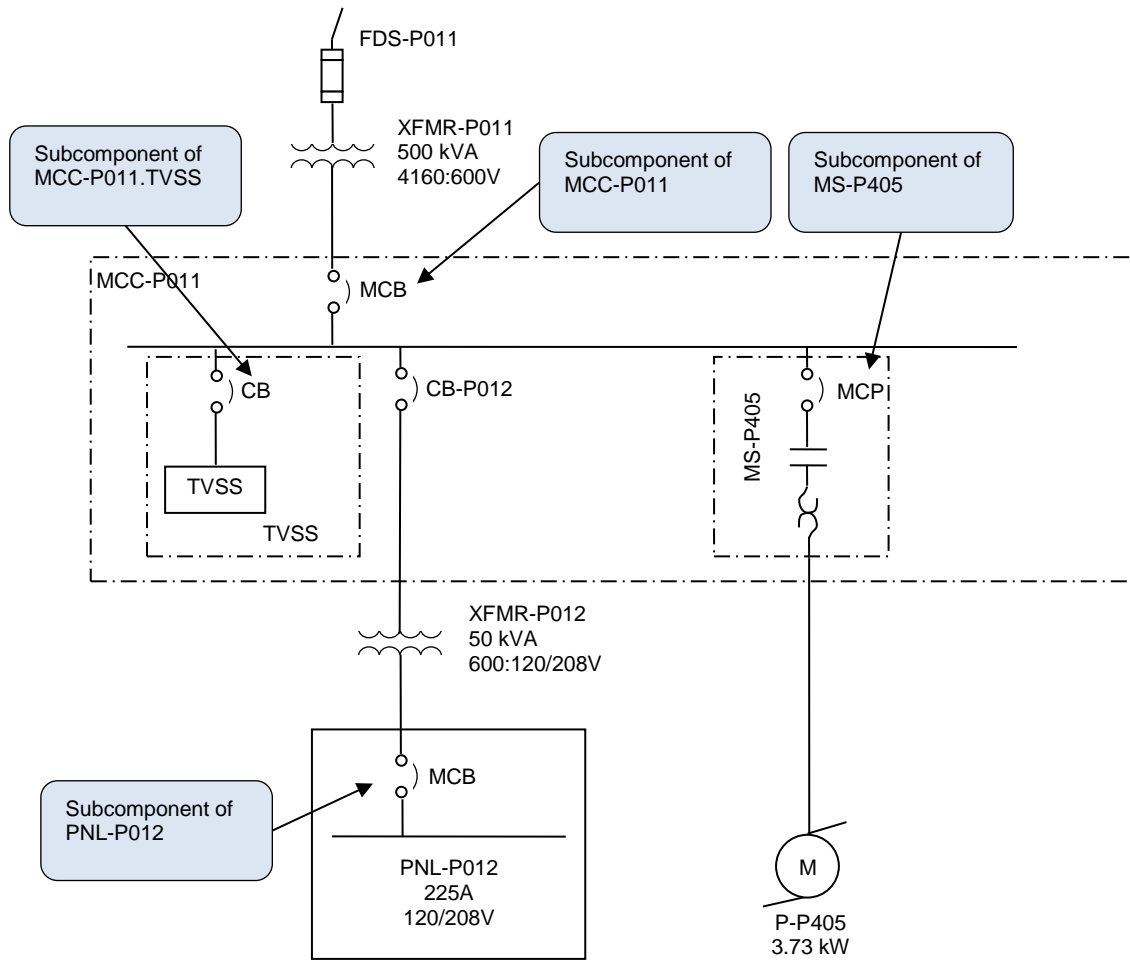 FDS-P011
XFMR-P011
500 kVA
4160:600V
Subcomponent of
MCC-P011.TVSS
Subcomponent of
MCC-P011
Subcomponent of
MS-P405
MCC-P011
MCB
CB
CB-P012
MCP
MS-P405
TVSS
TVSS
XFMR-P012
50 kVA
600:120/208V
MCB
Subcomponent of
PNL-P012
PNL-P012
225A
120/208V
M
P-P405
3.73 kW